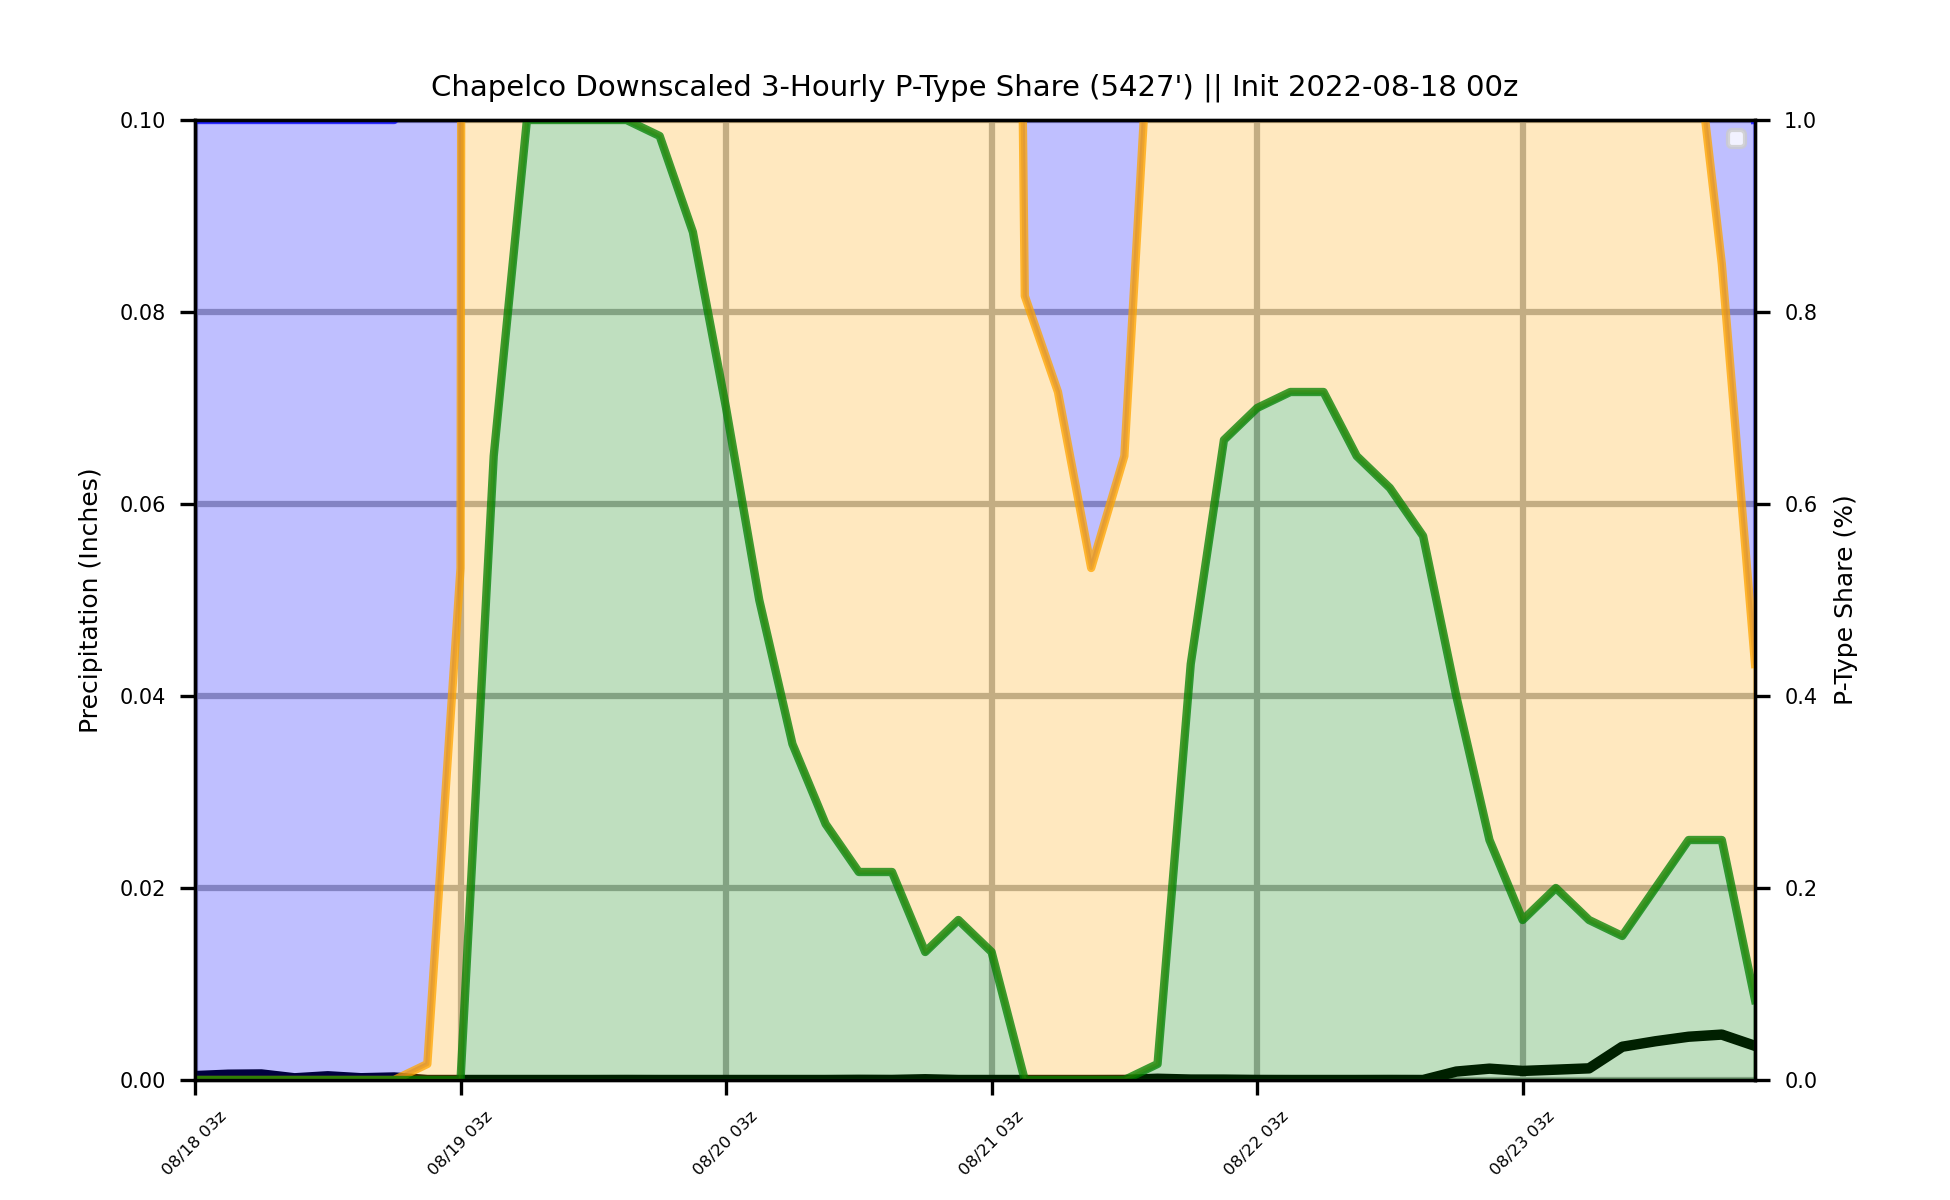 Chapelco Downscaled 3-Hourly P-Type Share (5427') || Init 2022-08-18 00z
0.10
0.08
0.06
0.04
0.02
0.00
Precipitation (Inches)
1.0
0.8
0.6
0.4
0.2
0.0
P-Type Share (%)
08/18 03z
08/19 03z
08/20 03z
08/21 03z
08/22 03z
08/23 03z